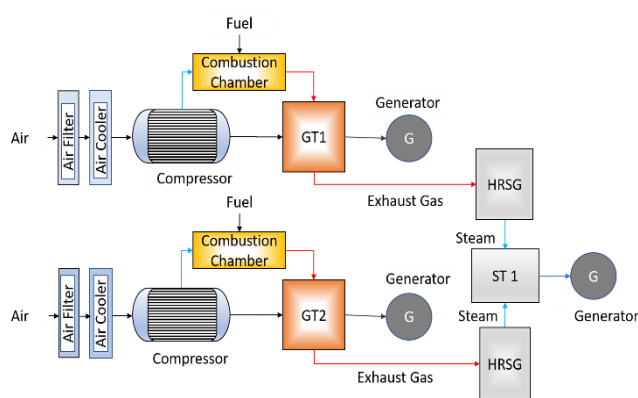 Fuel
Combustion
Chamber
Air
Air Filter
Air Cooler
Compressor
GT1
Generator
G
Exhaust Gas
HRSG
Steam
ST 1
G
Generator
Fuel
Combustion
Chamber
Air
Air Filter
Air Cooler
Compressor
GT2
Generator
G
Exhaust Gas
Steam
HRSG